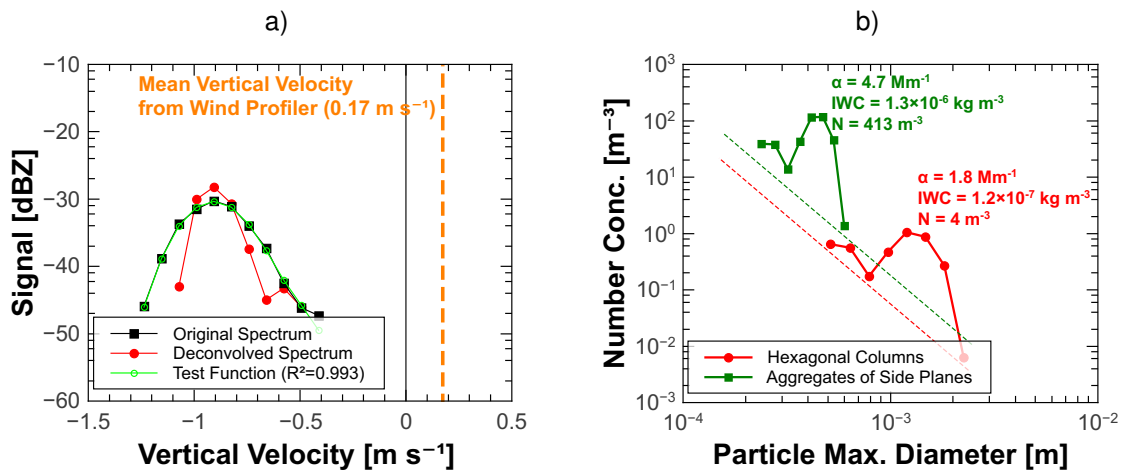 a)
Signal [dBZ]
−10
−20
−30
−40
−50
−60
−1.5
−1
−0.5
0
0.5
Vertical Velocity [m s⁻¹]
Mean Vertical Velocity
from Wind Profiler (0.17 m s⁻¹)
Original Spectrum
Deconvolved Spectrum
Test Function (R²=0.993)
b)
Number Conc. [m⁻³]
10³
10²
10¹
10⁰
10⁻¹
10⁻²
10⁻³
10⁻⁴
10⁻³
10⁻²
Particle Max. Diameter [m]
α = 4.7 Mm⁻¹
IWC = 1.3×10⁻⁶ kg m⁻³
N = 413 m⁻³
α = 1.8 Mm⁻¹
IWC = 1.2×10⁻⁷ kg m⁻³
N = 4 m⁻³
Hexagonal Columns
Aggregates of Side Planes